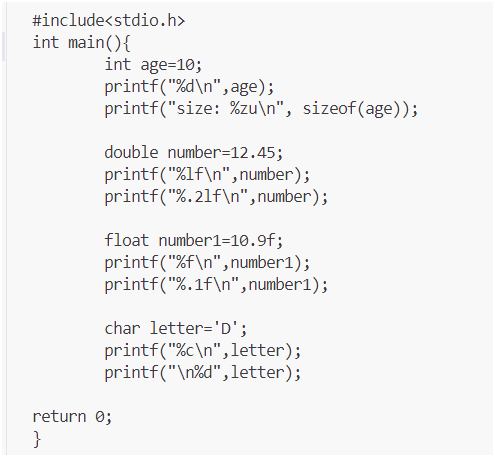 #include<stdio.h>
int main(){
int age=10;
printf("%d\n",age);
printf("size: %zu\n", sizeof(age));
double number=12.45;
printf("%lf\n",number);
printf("%.2lf\n",number);
float number1=10.9f;
printf("%f\n",number1);
printf("%.1f\n",number1);
char letter='D';
printf("%c\n",letter);
printf("\n%d",letter);
return 0;
}